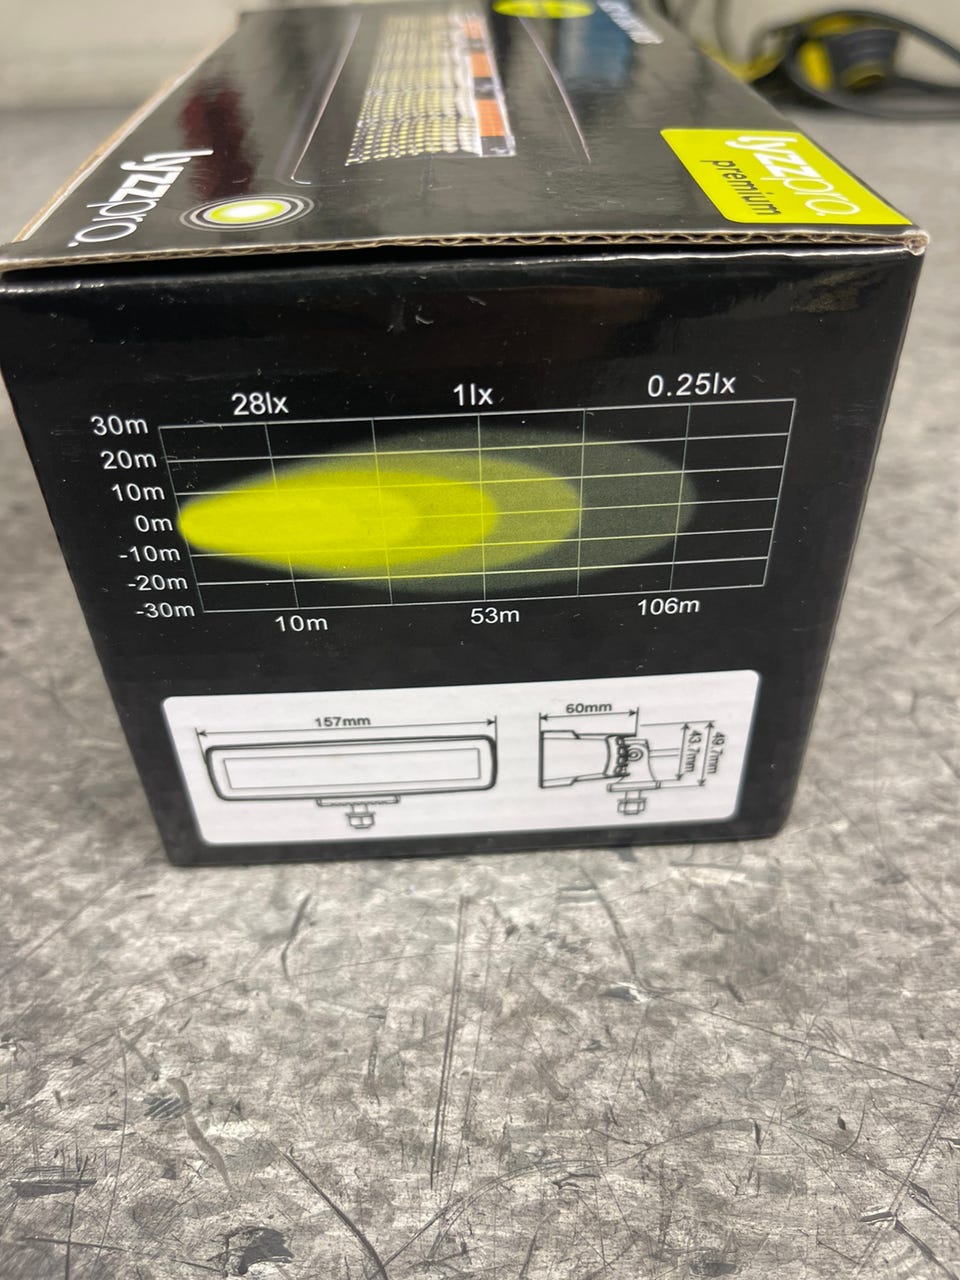 lyzzpro.
lyzzpro.
premium
28lx 1lx 0.25lx
30m
20m
10m
0m
-10m
-20m
-30m
10m 53m 106m
157mm
60mm
43.7mm
49.7mm